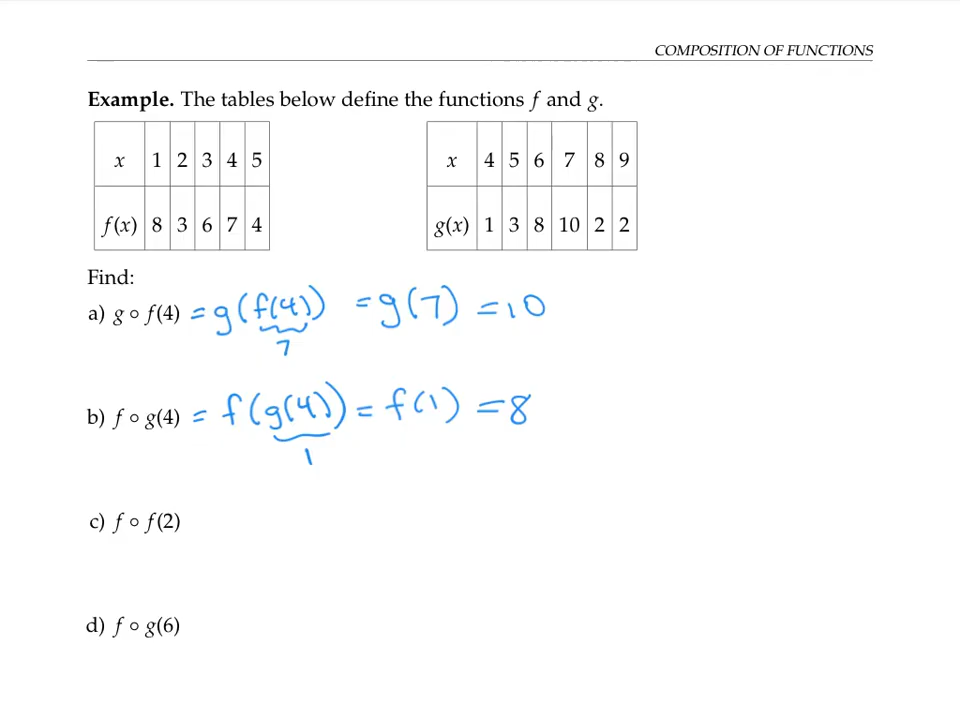 COMPOSITION OF FUNCTIONS
Example. The tables below define the functions f and g.
x 1 2 3 4 5
f(x) 8 3 6 7 4
x 4 5 6 7 8 9
g(x) 1 3 8 10 2 2
Find:
a) g ∘ f(4) = g(f(4)) = g(7) = 10
7
b) f ∘ g(4) = f(g(4)) = f(1) = 8
1
c) f ∘ f(2)
d) f ∘ g(6)